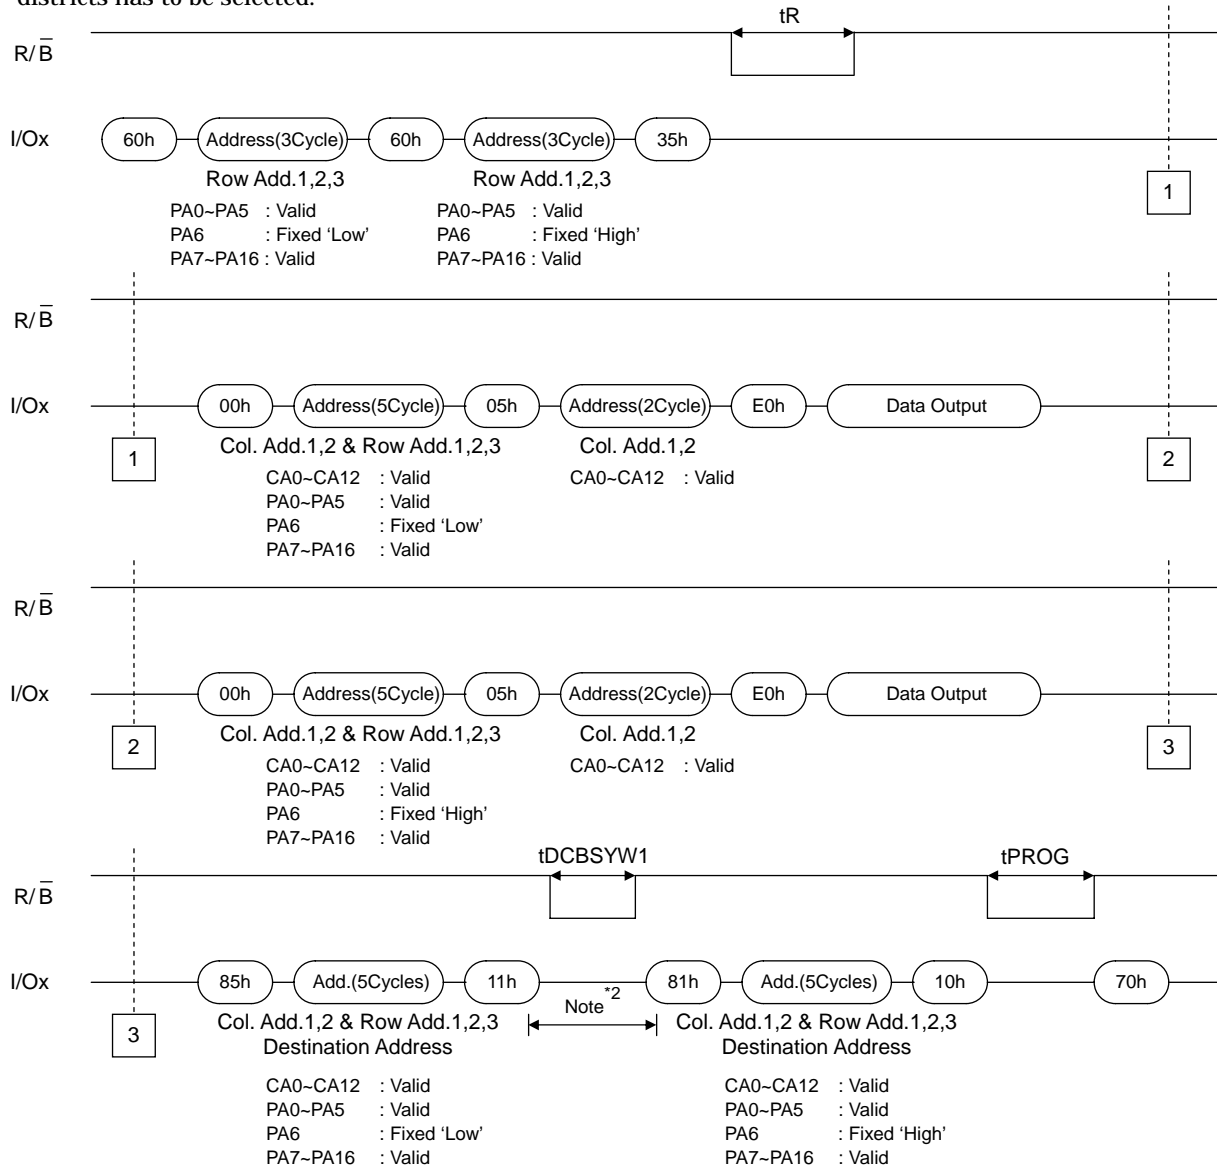 districts has to be selected.
tR
R/B̅
I/Ox
60h Address(3Cycle) 60h Address(3Cycle) 35h
Row Add.1,2,3 Row Add.1,2,3
1
PA0~PA5 : Valid PA0~PA5 : Valid
PA6 : Fixed ‘Low’ PA6 : Fixed ‘High’
PA7~PA16 : Valid PA7~PA16 : Valid
R/B̅
I/Ox
00h Address(5Cycle) 05h Address(2Cycle) E0h Data Output
Col. Add.1,2 & Row Add.1,2,3 Col. Add.1,2
1 2
CA0~CA12 : Valid CA0~CA12 : Valid
PA0~PA5 : Valid
PA6 : Fixed ‘Low’
PA7~PA16 : Valid
R/B̅
I/Ox
00h Address(5Cycle) 05h Address(2Cycle) E0h Data Output
Col. Add.1,2 & Row Add.1,2,3 Col. Add.1,2
2 3
CA0~CA12 : Valid CA0~CA12 : Valid
PA0~PA5 : Valid
PA6 : Fixed ‘High’
PA7~PA16 : Valid
tDCBSYW1 tPROG
R/B̅
I/Ox
85h Add.(5Cycles) 11h Note*2 81h Add.(5Cycles) 10h 70h
Col. Add.1,2 & Row Add.1,2,3 Col. Add.1,2 & Row Add.1,2,3
3
Destination Address Destination Address
CA0~CA12 : Valid CA0~CA12 : Valid
PA0~PA5 : Valid PA0~PA5 : Valid
PA6 : Fixed ‘Low’ PA6 : Fixed ‘High’
PA7~PA16 : Valid PA7~PA16 : Valid